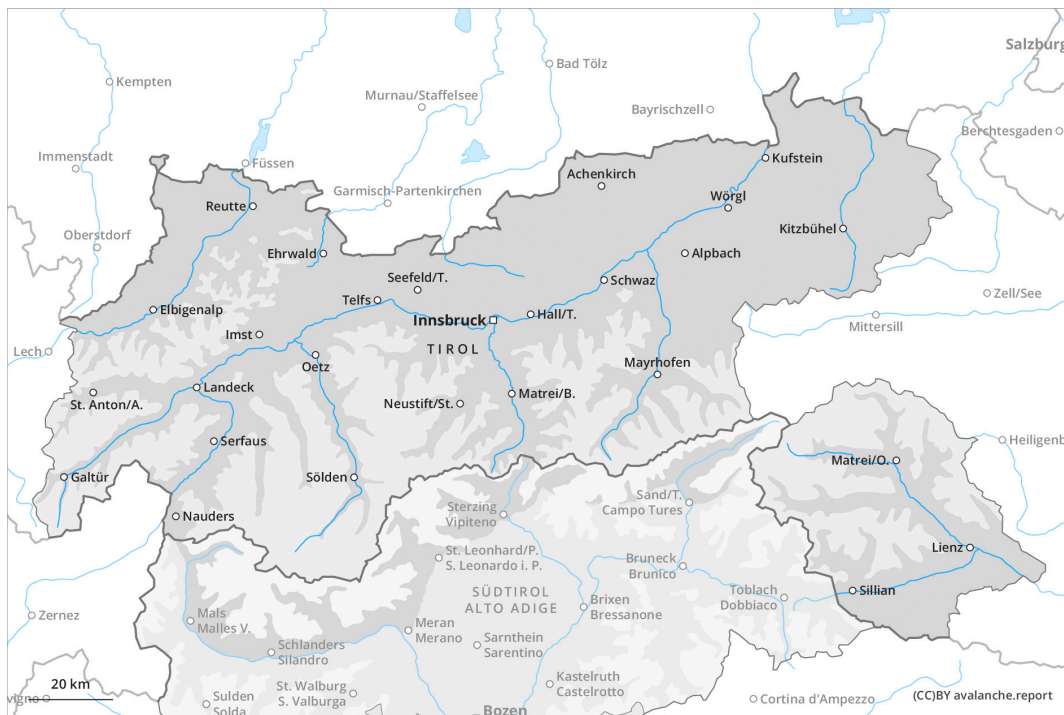 Salzburg
Kempten
Bad Tölz
Murnau/Staffelsee
Bayrischzell
Berchtesgaden
Immenstadt
Füssen
Kufstein
Garmisch-Partenkirchen
Achenkirch
Reutte
Wörgl
Oberstdorf
Kitzbühel
Ehrwald
Alpbach
Seefeld/T.
Schwaz
Zell/See
Telfs
Elbigenalp
Innsbruck
Hall/T.
Mittersill
Imst
TIROL
Lech
Oetz
Mayrhofen
Landeck
St. Anton/A.
Neustift/St.
Matrei/B.
Serfaus
Heiligenb
Matrei/O.
Galtür
Sölden
Sterzing
Vipiteno
Sand/T.
Campo Tures
Nauders
Lienz
St. Leonhard/P.
S. Leonardo i. P.
Bruneck
Brunico
SÜDTIROL
ALTO ADIGE
Toblach
Dobbiaco
Sillian
Zernez
Mals
Malles V.
Brixen
Bressanone
Meran
Merano
Sarnthein
Sarentino
Schlanders
Silandro
20 km
Kastelruth
Castelrotto
St. Walburg
S. Valburga
vigno
Sulden
Solda
Cortina d'Ampezzo
(CC)BY avalanche.report
Bozen